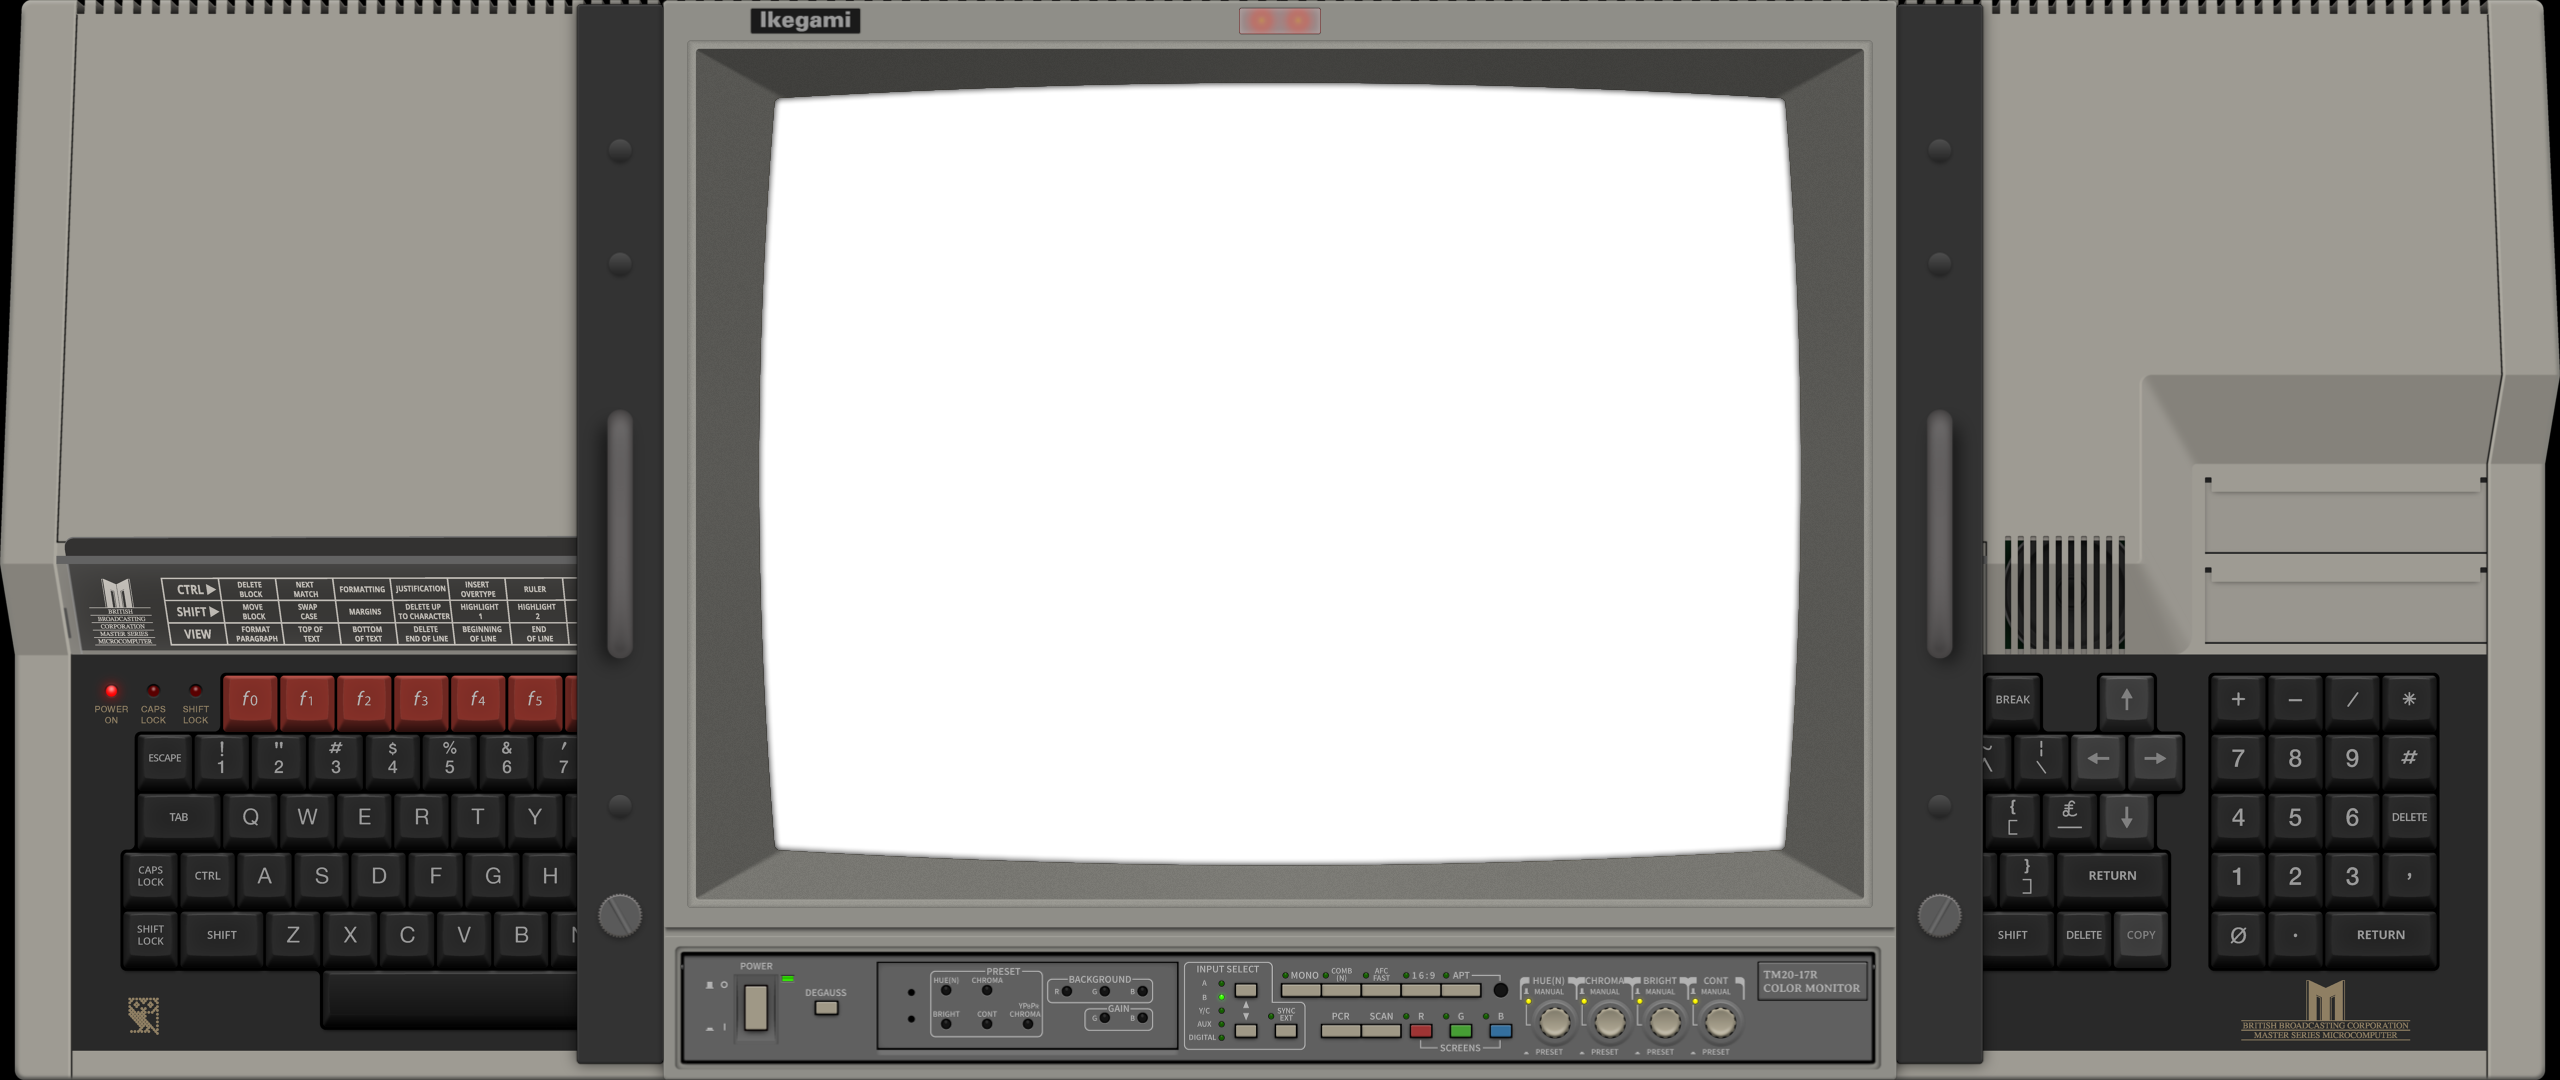 Ikegami
BRITISH
BROADCASTING
CORPORATION
MASTER SERIES
MICROCOMPUTER
CTRL▶ DELETE BLOCK NEXT MATCH FORMATTING JUSTIFICATION INSERT OVERTYPE RULER
SHIFT▶ MOVE BLOCK SWAP CASE MARGINS DELETE UP TO CHARACTER HIGHLIGHT 1 HIGHLIGHT 2
VIEW FORMAT PARAGRAPH TOP OF TEXT BOTTOM OF TEXT DELETE END OF LINE BEGINNING OF LINE END OF LINE
POWER ON CAPS LOCK SHIFT LOCK
f0 f1 f2 f3 f4 f5
ESCAPE ! 1 " 2 # 3 $ 4 % 5 & 6 ' 7
TAB Q W E R T Y
CAPS LOCK CTRL A S D F G H
SHIFT LOCK SHIFT Z X C V B
BREAK ↑
~ ^ ¦ \ ← →
{ [ £ _ ↓
} ] RETURN
SHIFT DELETE COPY
+ − / *
7 8 9 #
4 5 6 DELETE
1 2 3 ,
Ø . RETURN
BRITISH BROADCASTING CORPORATION
MASTER SERIES MICROCOMPUTER
POWER
DEGAUSS
PRESET
HUE(N) CHROMA
BRIGHT CONT YPbPr CHROMA
BACKGROUND
R G B
GAIN
G B
INPUT SELECT
A
B
Y/C
AUX
DIGITAL
SYNC EXT
MONO COMB (N) AFC FAST 16:9 APT
PCR SCAN R G B
SCREENS
HUE(N) CHROMA BRIGHT CONT
MANUAL MANUAL MANUAL MANUAL
PRESET PRESET PRESET PRESET
TM20-17R
COLOR MONITOR